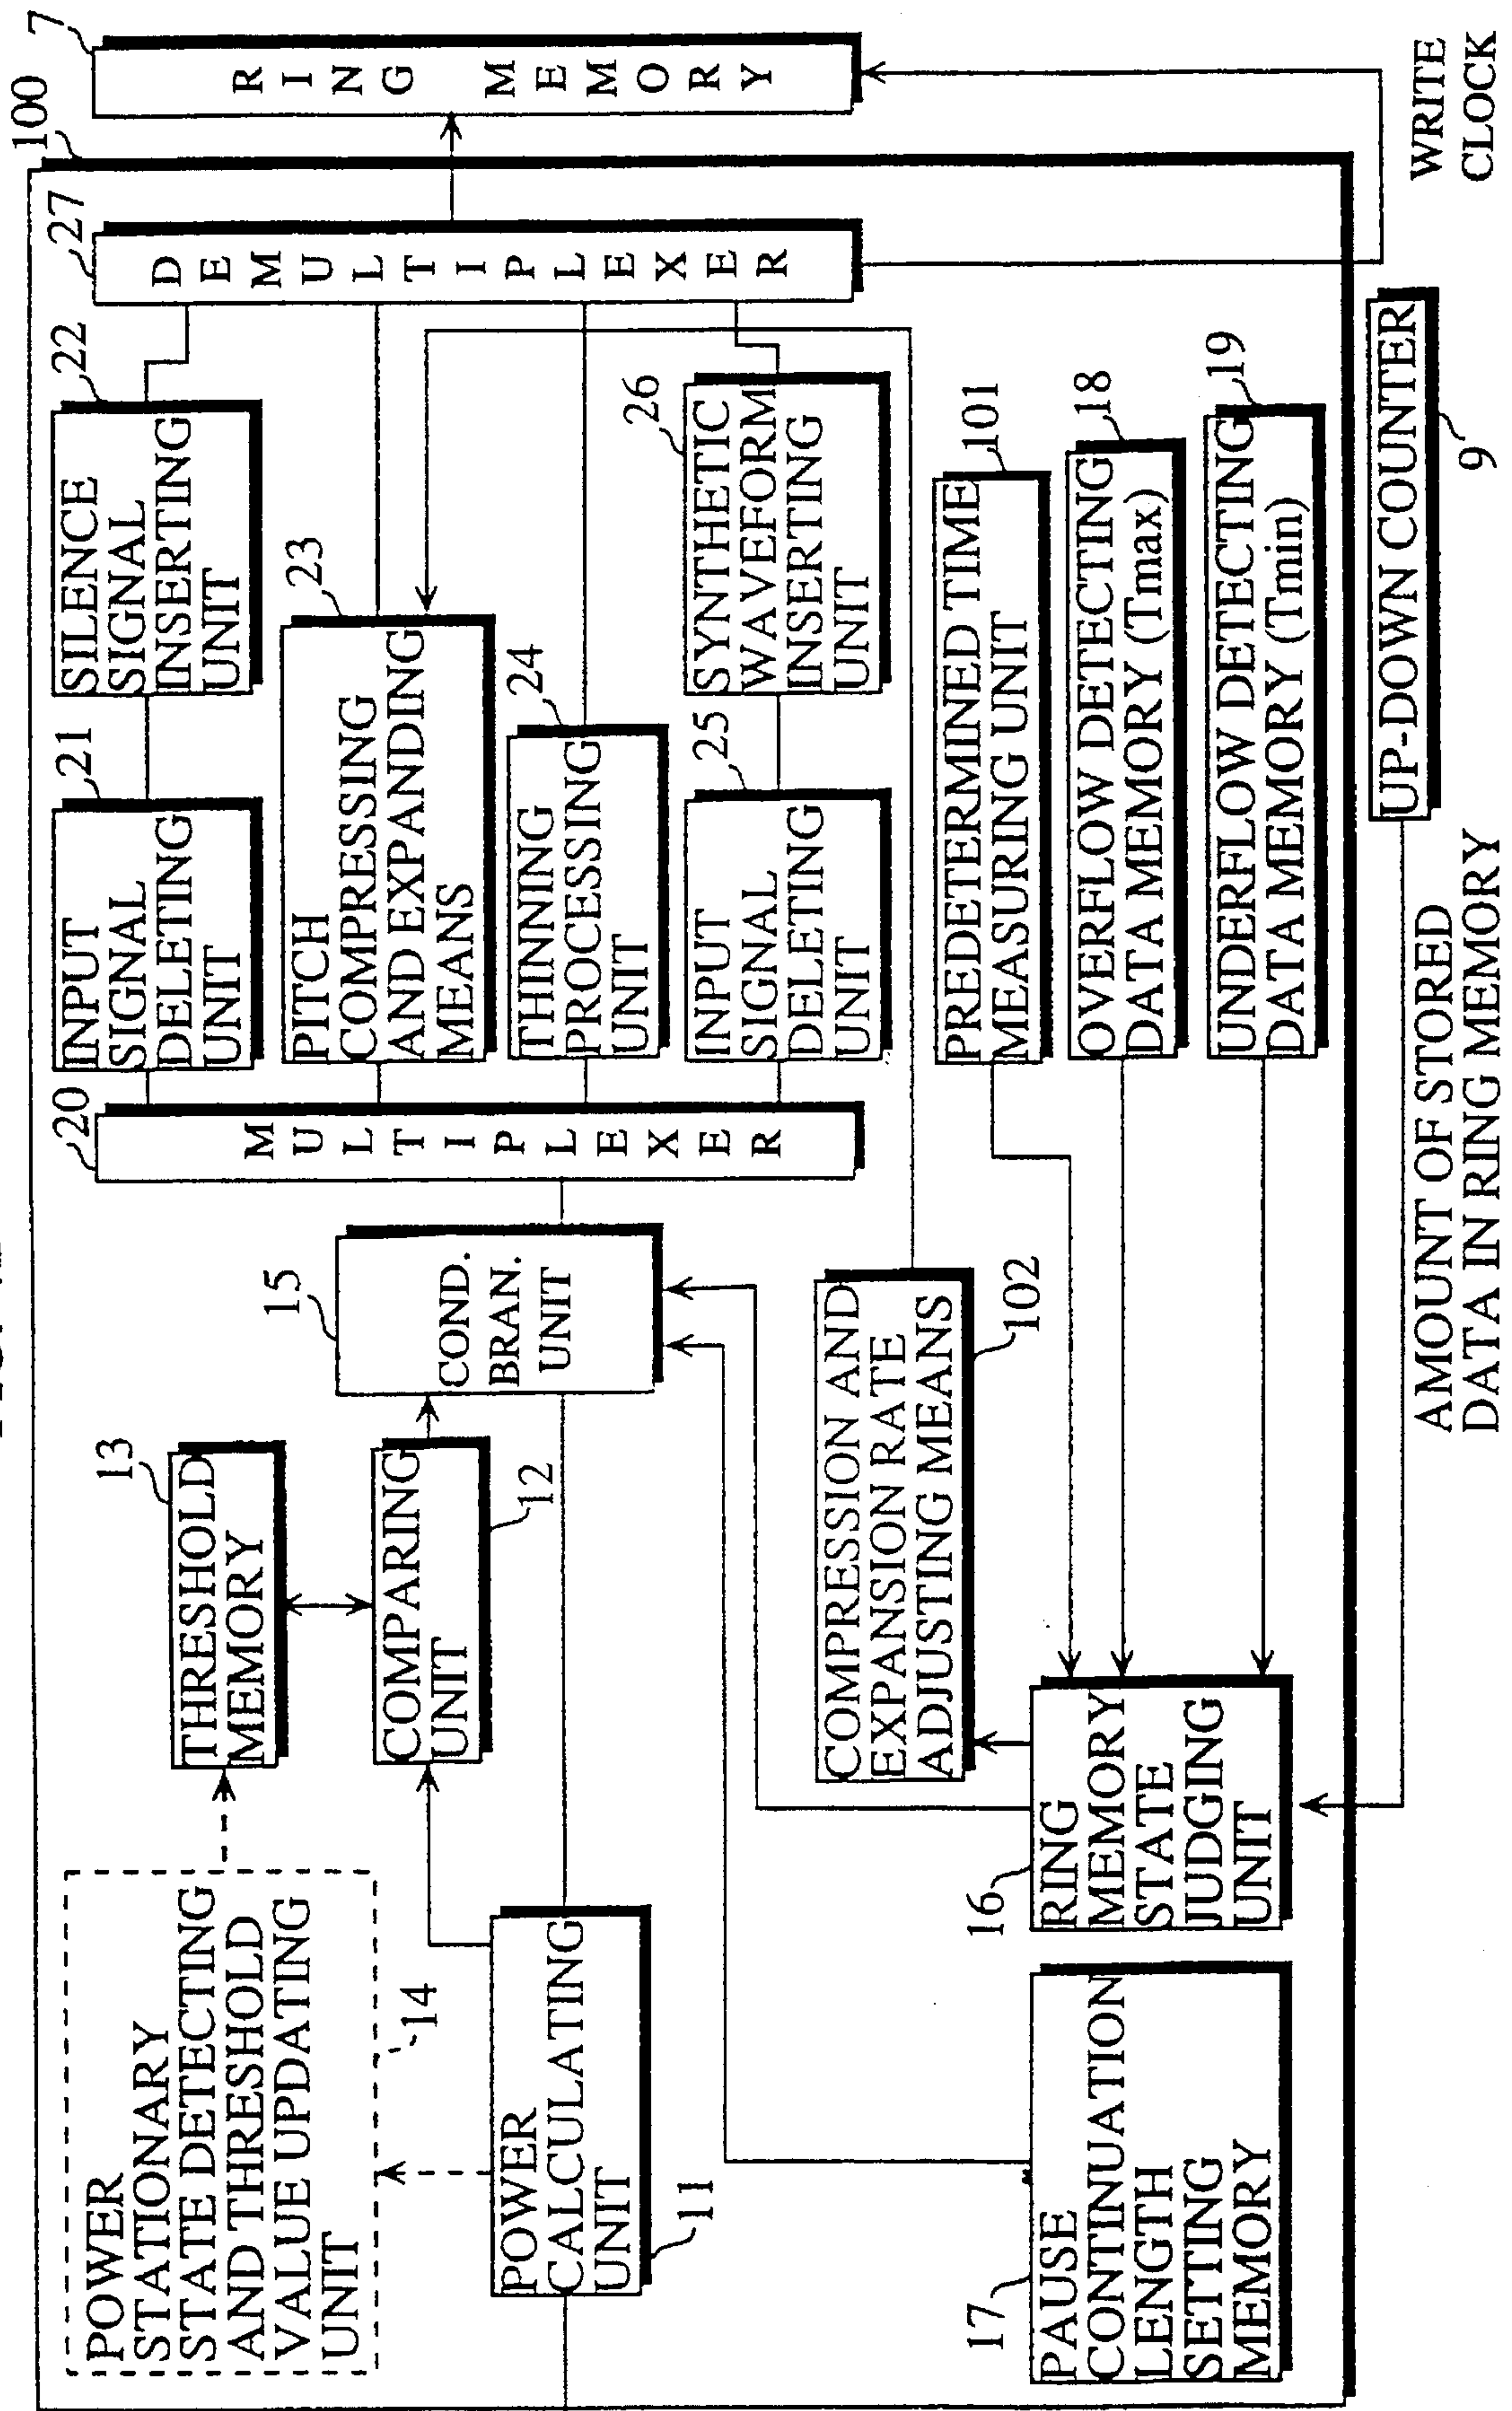 POWER
STATIONARY
STATE DETECTING
AND THRESHOLD
VALUE UPDATING
UNIT
14
13
THRESHOLD
MEMORY
COMPARING
UNIT
12
POWER
CALCULATING
UNIT
11
15
COND.
BRAN.
UNIT
20
MULTIPLEXER
21
INPUT
SIGNAL
DELETING
UNIT
22
SILENCE
SIGNAL
INSERTING
UNIT
23
PITCH
COMPRESSING
AND EXPANDING
MEANS
24
THINNING
PROCESSING
UNIT
25
INPUT
SIGNAL
DELETING
UNIT
26
SYNTHETIC
WAVEFORM
INSERTING
UNIT
27
DEMULTIPLEXER
100
7
RING MEMORY
COMPRESSION AND
EXPANSION RATE
ADJUSTING MEANS
102
PREDETERMINED TIME
MEASURING UNIT
101
OVERFLOW DETECTING
DATA MEMORY (Tmax)
18
UNDERFLOW DETECTING
DATA MEMORY (Tmin)
19
17
PAUSE
CONTINUATION
LENGTH
SETTING
MEMORY
16
RING
MEMORY
STATE
JUDGING
UNIT
UP-DOWN COUNTER
9
AMOUNT OF STORED
DATA IN RING MEMORY
WRITE
CLOCK